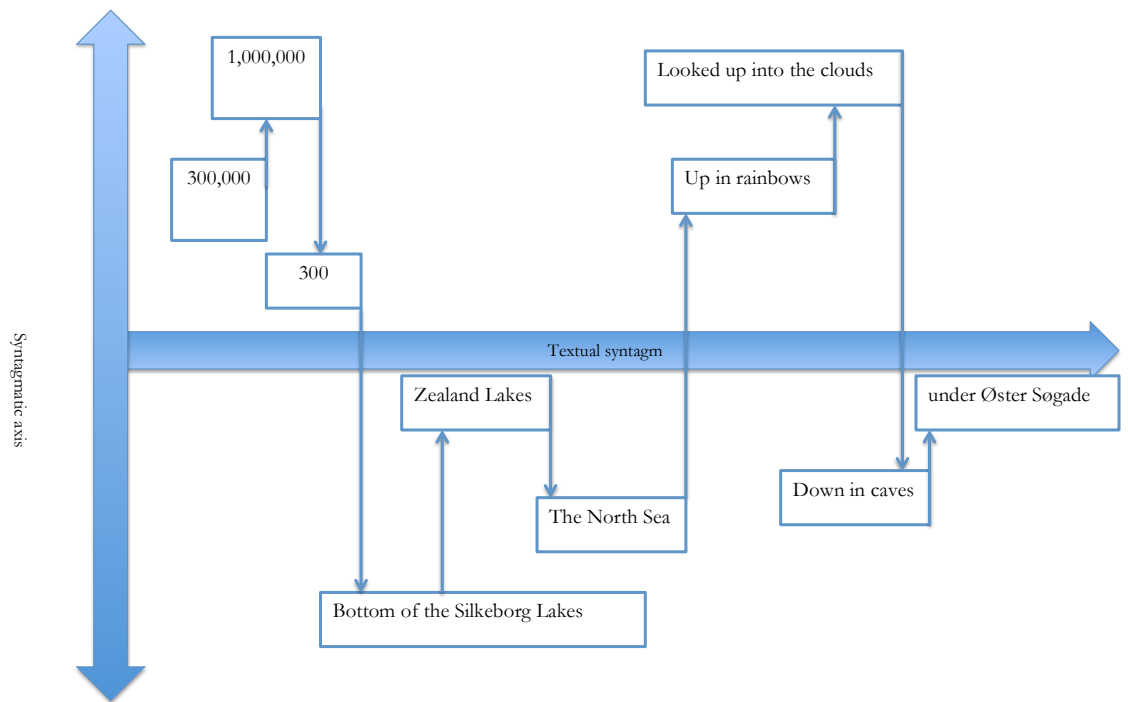 1,000,000
Looked up into the clouds
300,000
Up in rainbows
300
Syntagmatic axis
Textual syntagm
Zealand Lakes
under Øster Søgade
Down in caves
The North Sea
Bottom of the Silkeborg Lakes